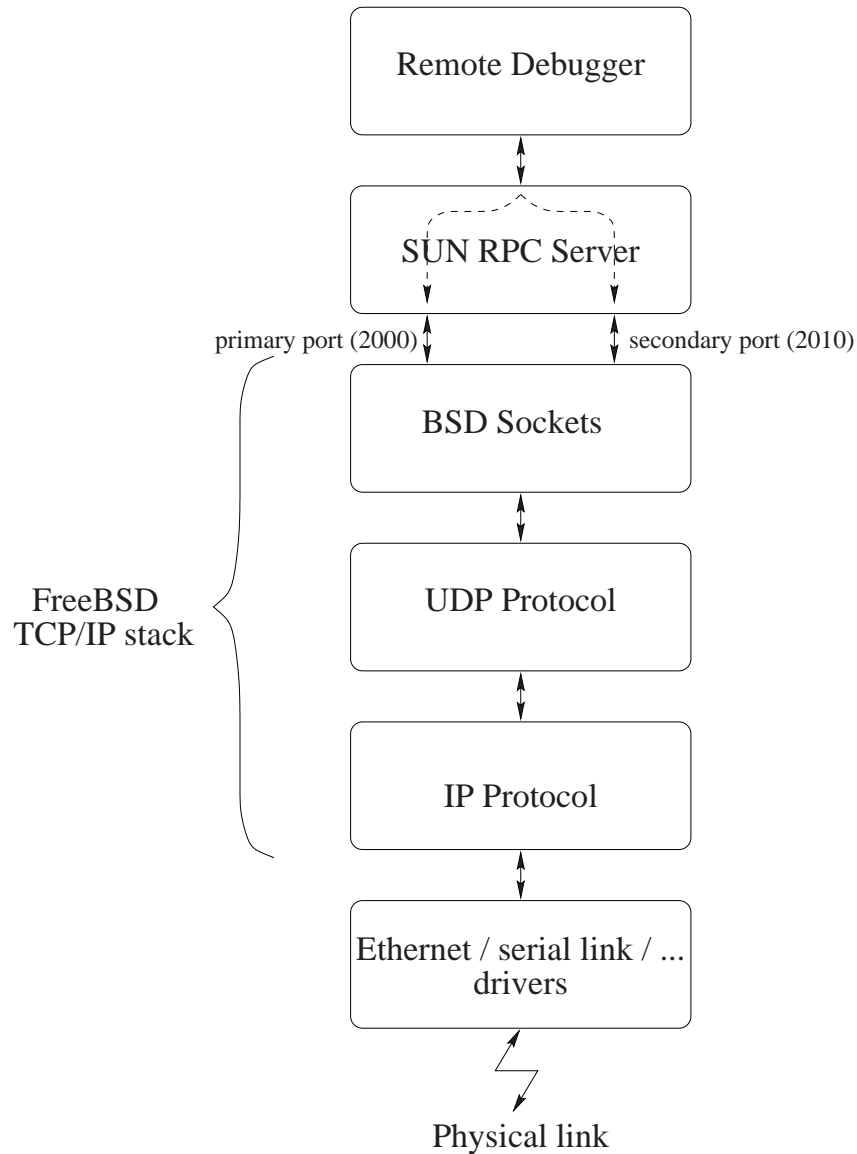 Remote Debugger
SUN RPC Server
primary port (2000)
secondary port (2010)
BSD Sockets
UDP Protocol
FreeBSD
TCP/IP stack
IP Protocol
Ethernet / serial link / ...
drivers
Physical link